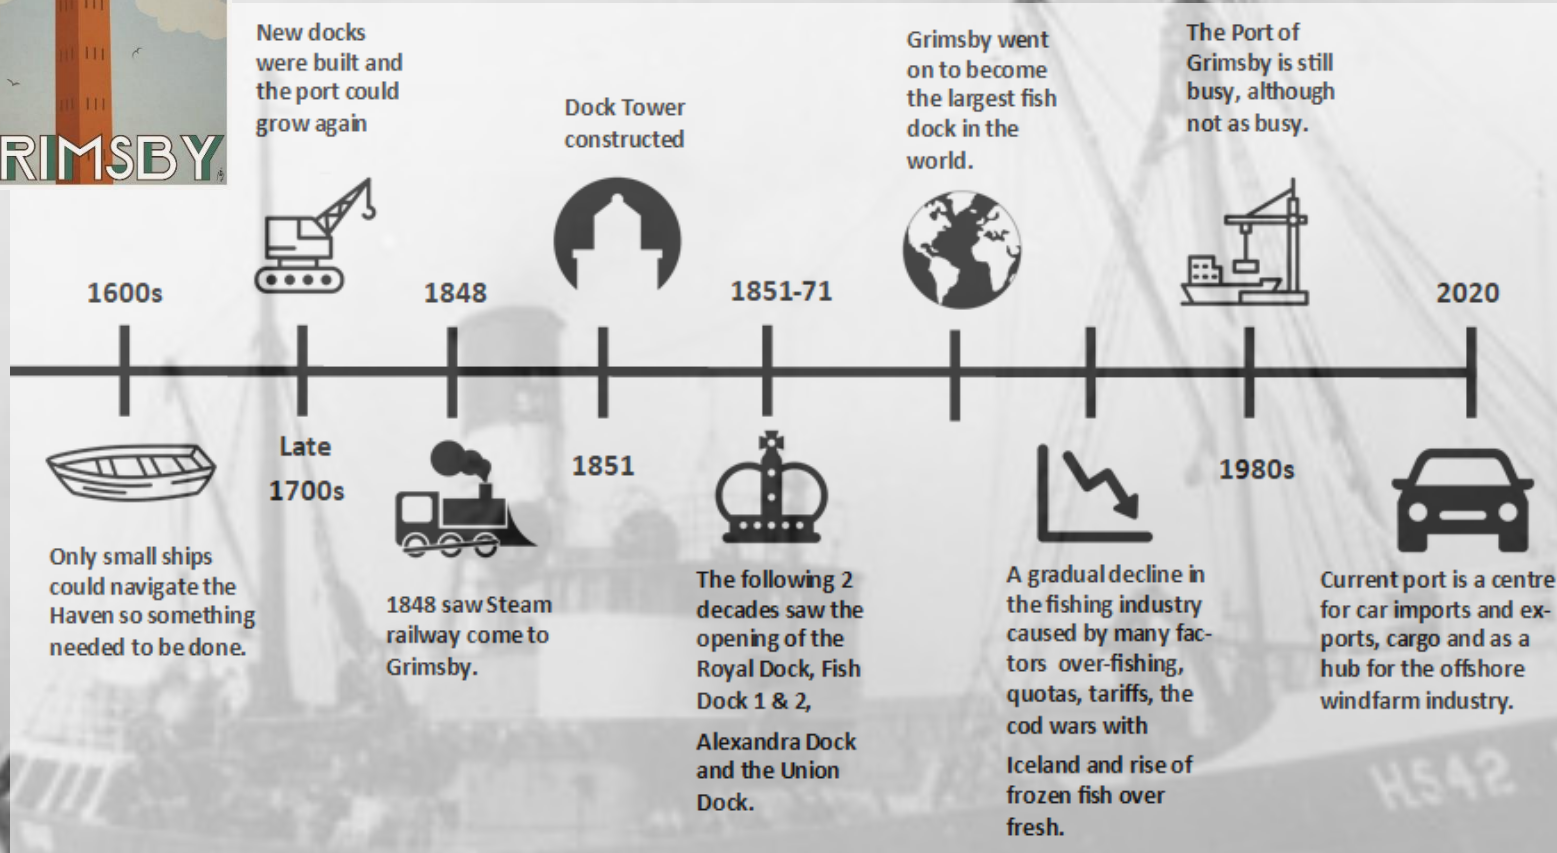 RIMSBY
New docks
were built and
the port could
grow again
Dock Tower
constructed
Grimsby went
on to become
the largest fish
dock in the
world.
The Port of
Grimsby is still
busy, although
not as busy.
1600s
1848
1851-71
2020
Late
1700s
1851
1980s
Only small ships
could navigate the
Haven so something
needed to be done.
1848 saw Steam
railway come to
Grimsby.
The following 2
decades saw the
opening of the
Royal Dock, Fish
Dock 1 & 2,
Alexandra Dock
and the Union
Dock.
A gradual decline in
the fishing industry
caused by many fac-
tors over-fishing,
quotas, tariffs, the
cod wars with
Iceland and rise of
frozen fish over
fresh.
Current port is a centre
for car imports and ex-
ports, cargo and as a
hub for the offshore
windfarm industry.
HS42